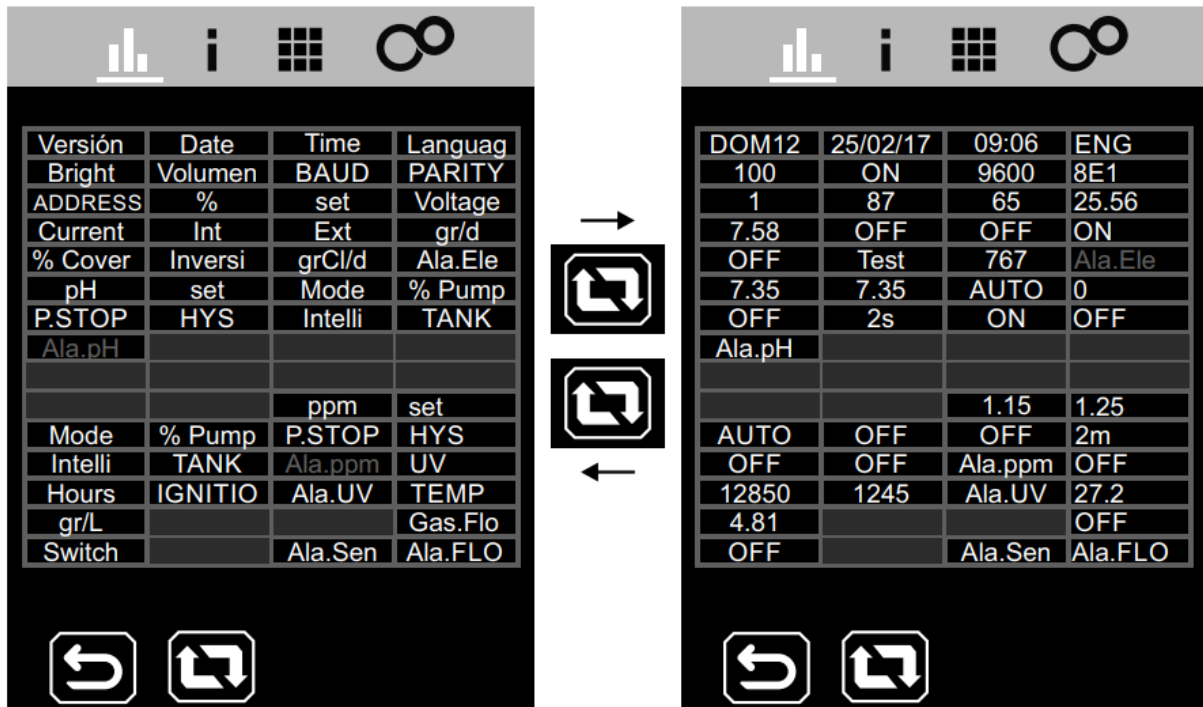 Versión Date Time Languag
Bright Volumen BAUD PARITY
ADDRESS % set Voltage
Current Int Ext gr/d
% Cover Inversi grCl/d Ala.Ele
pH set Mode % Pump
P.STOP HYS Intelli TANK
Ala.pH
ppm set
Mode % Pump P.STOP HYS
Intelli TANK Ala.ppm UV
Hours IGNITIO Ala.UV TEMP
gr/L Gas.Flo
Switch Ala.Sen Ala.FLO
DOM12 25/02/17 09:06 ENG
100 ON 9600 8E1
1 87 65 25.56
7.58 OFF OFF ON
OFF Test 767 Ala.Ele
7.35 7.35 AUTO 0
OFF 2s ON OFF
Ala.pH
1.15 1.25
AUTO OFF OFF 2m
OFF OFF Ala.ppm OFF
12850 1245 Ala.UV 27.2
4.81 OFF
OFF Ala.Sen Ala.FLO